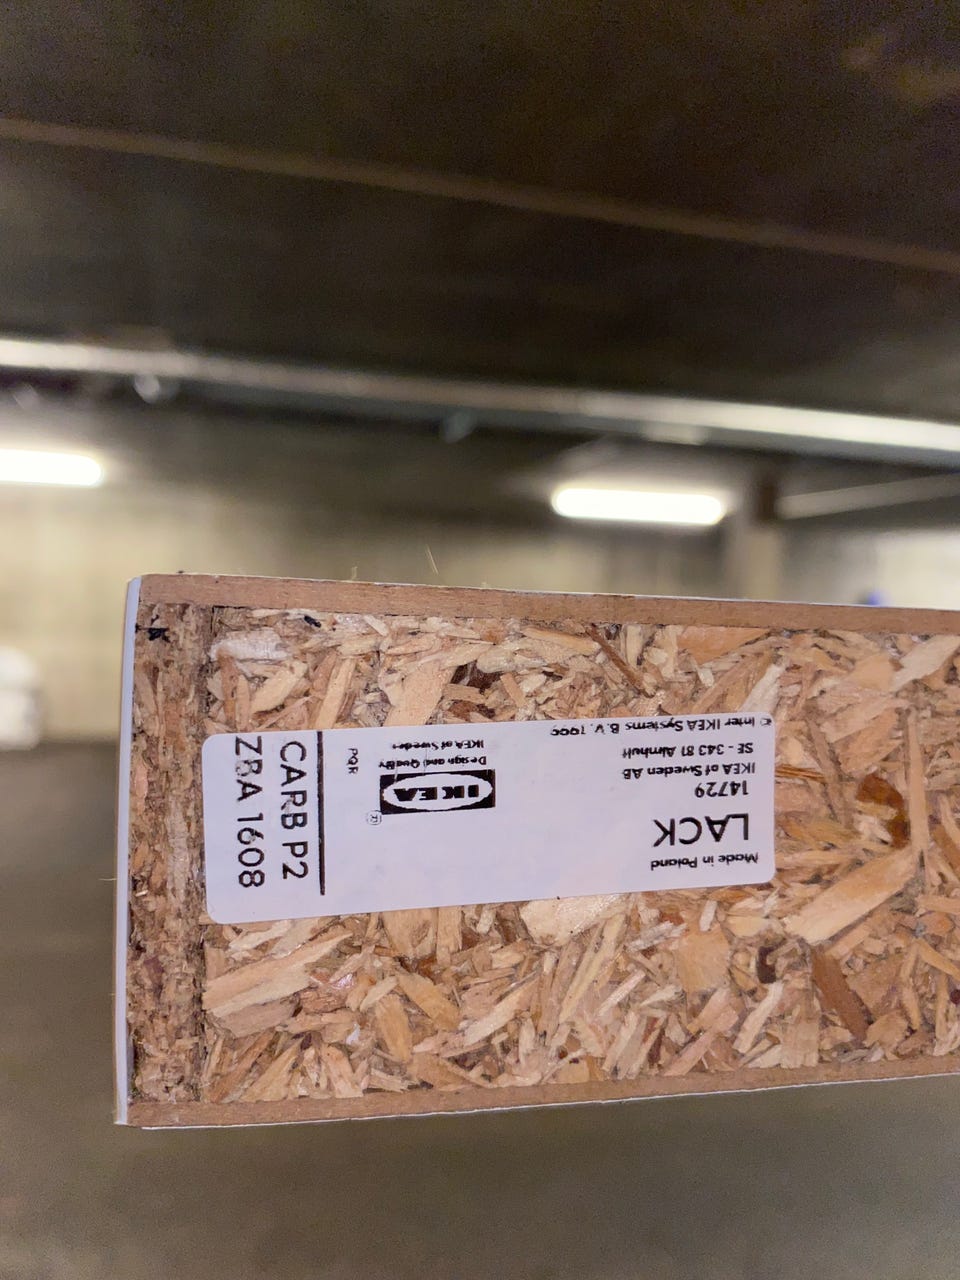 Made in Poland
LACK
14729
IKEA of Sweden AB
SE - 343 81 Älmhult
© Inter IKEA Systems B.V. 1999
IKEA
®
Design and Quality
IKEA of Sweden
PQR
CARB P2
ZBA 1608